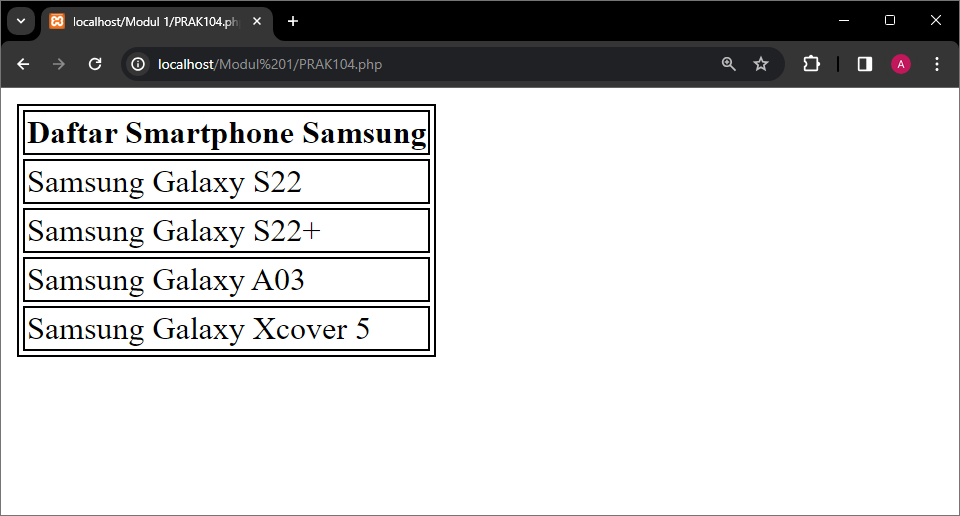 localhost/Modul 1/PRAK104.ph
localhost/Modul%201/PRAK104.php
A
Daftar Smartphone Samsung
Samsung Galaxy S22
Samsung Galaxy S22+
Samsung Galaxy A03
Samsung Galaxy Xcover 5